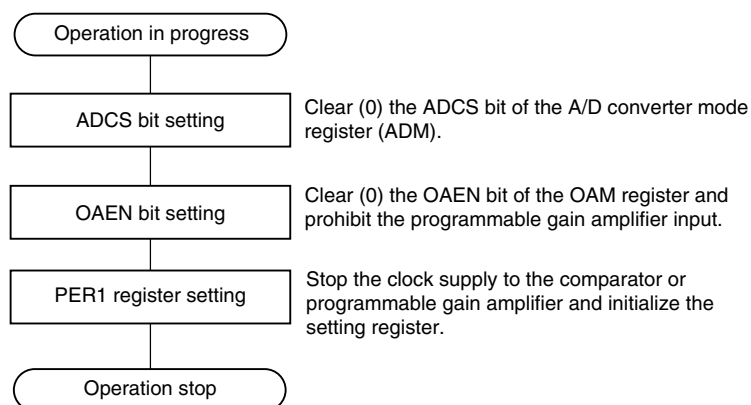 Operation in progress
ADCS bit setting
Clear (0) the ADCS bit of the A/D converter mode
register (ADM).
OAEN bit setting
Clear (0) the OAEN bit of the OAM register and
prohibit the programmable gain amplifier input.
PER1 register setting
Stop the clock supply to the comparator or
programmable gain amplifier and initialize the
setting register.
Operation stop